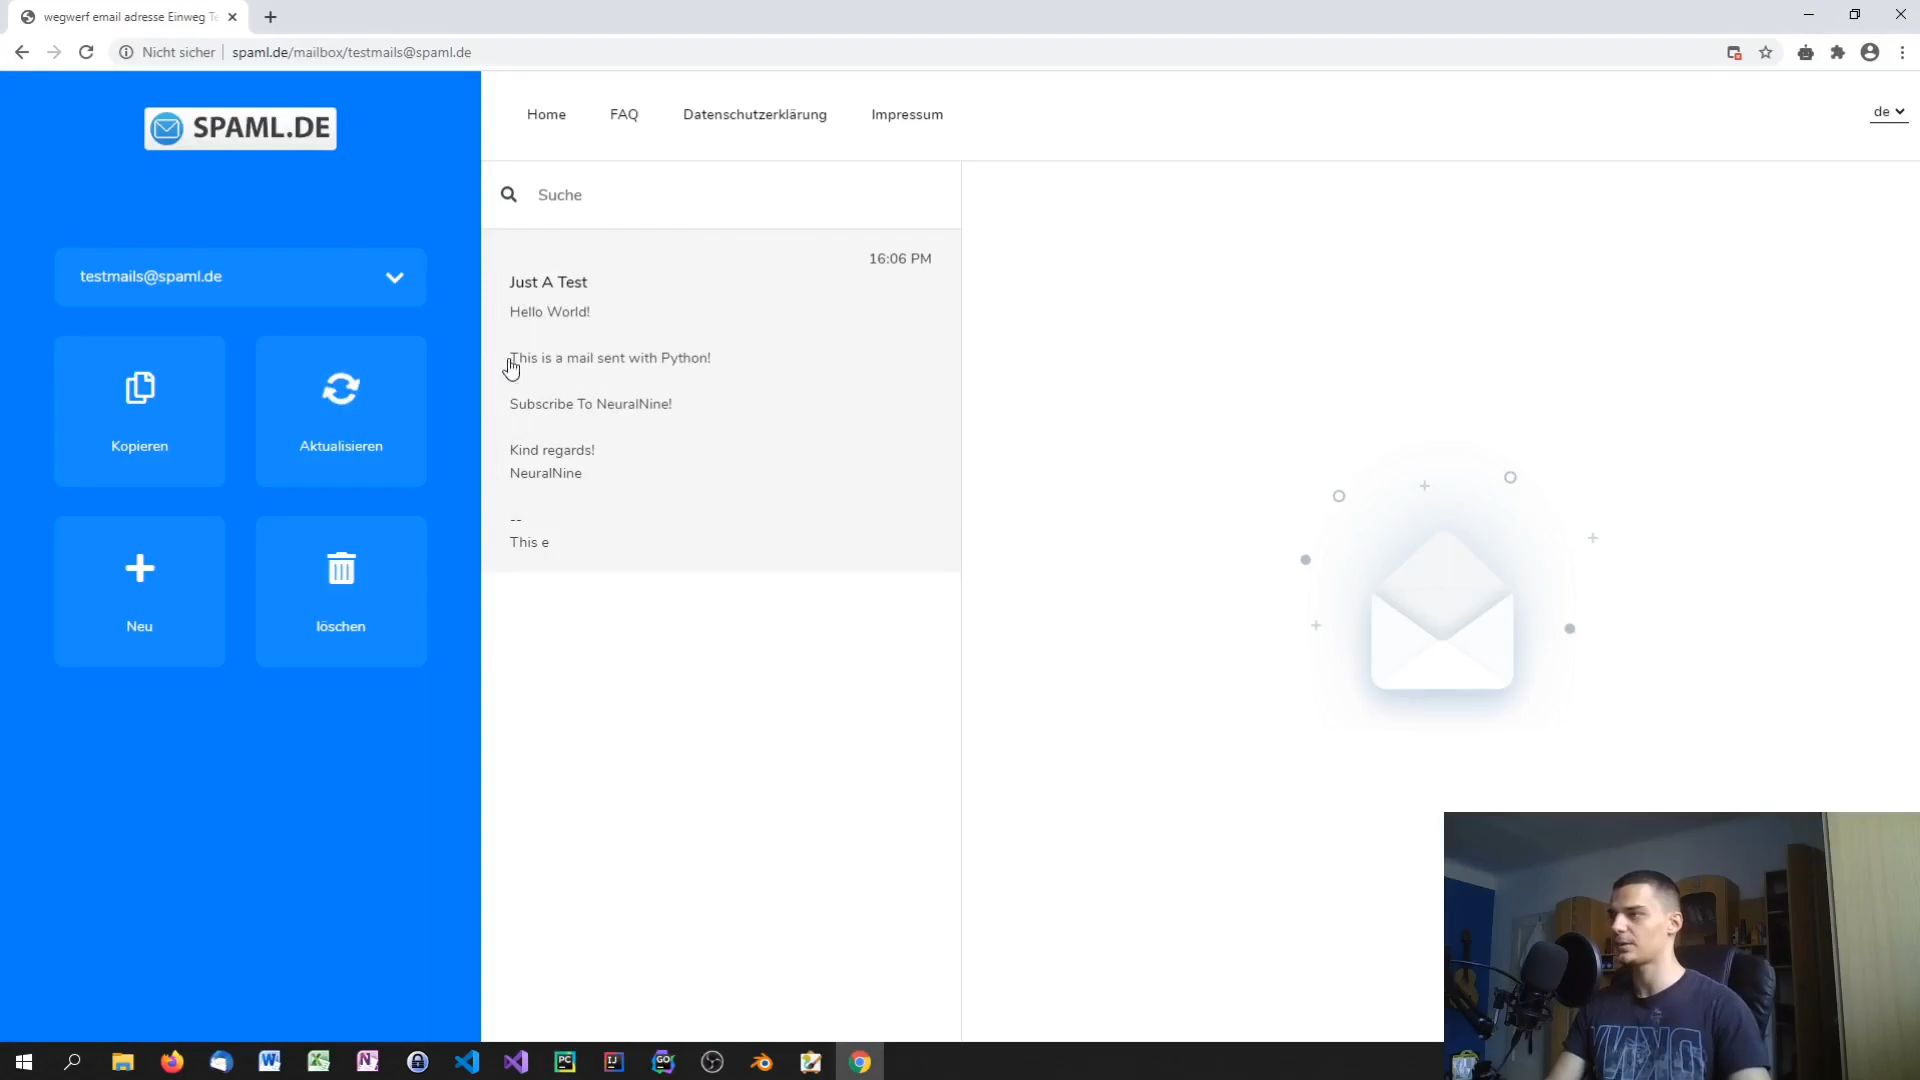 wegwerf email adresse Einweg Te
Nicht sicher
spaml.de/mailbox/testmails@spaml.de
SPAML.DE
Home
FAQ
Datenschutzerklärung
Impressum
de
Suche
testmails@spaml.de
Kopieren
Aktualisieren
Neu
löschen
16:06 PM
Just A Test
Hello World!
This is a mail sent with Python!
Subscribe To NeuralNine!
Kind regards!
NeuralNine
--
This e